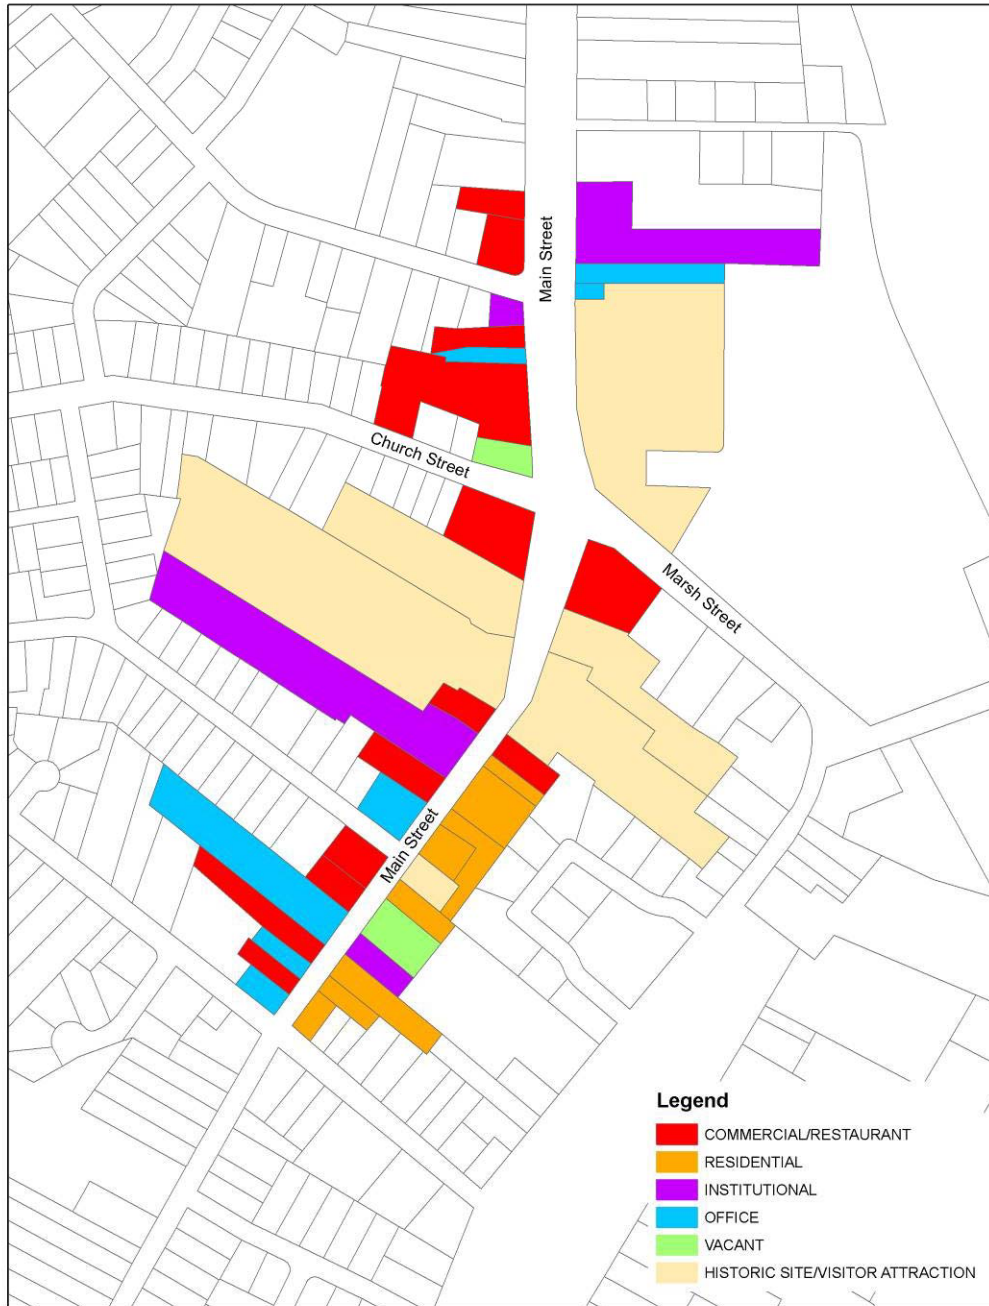 Main Street
Church Street
Marsh Street
Main Street
Legend
COMMERCIAL/RESTAURANT
RESIDENTIAL
INSTITUTIONAL
OFFICE
VACANT
HISTORIC SITE/VISITOR ATTRACTION